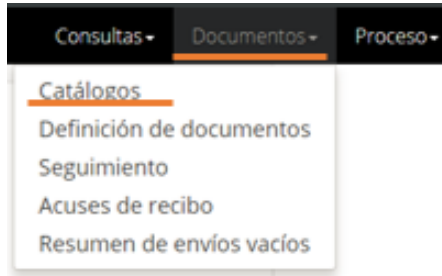 Consultas Documentos Proceso
Catálogos
Definición de documentos
Seguimiento
Acuses de recibo
Resumen de envíos vacíos